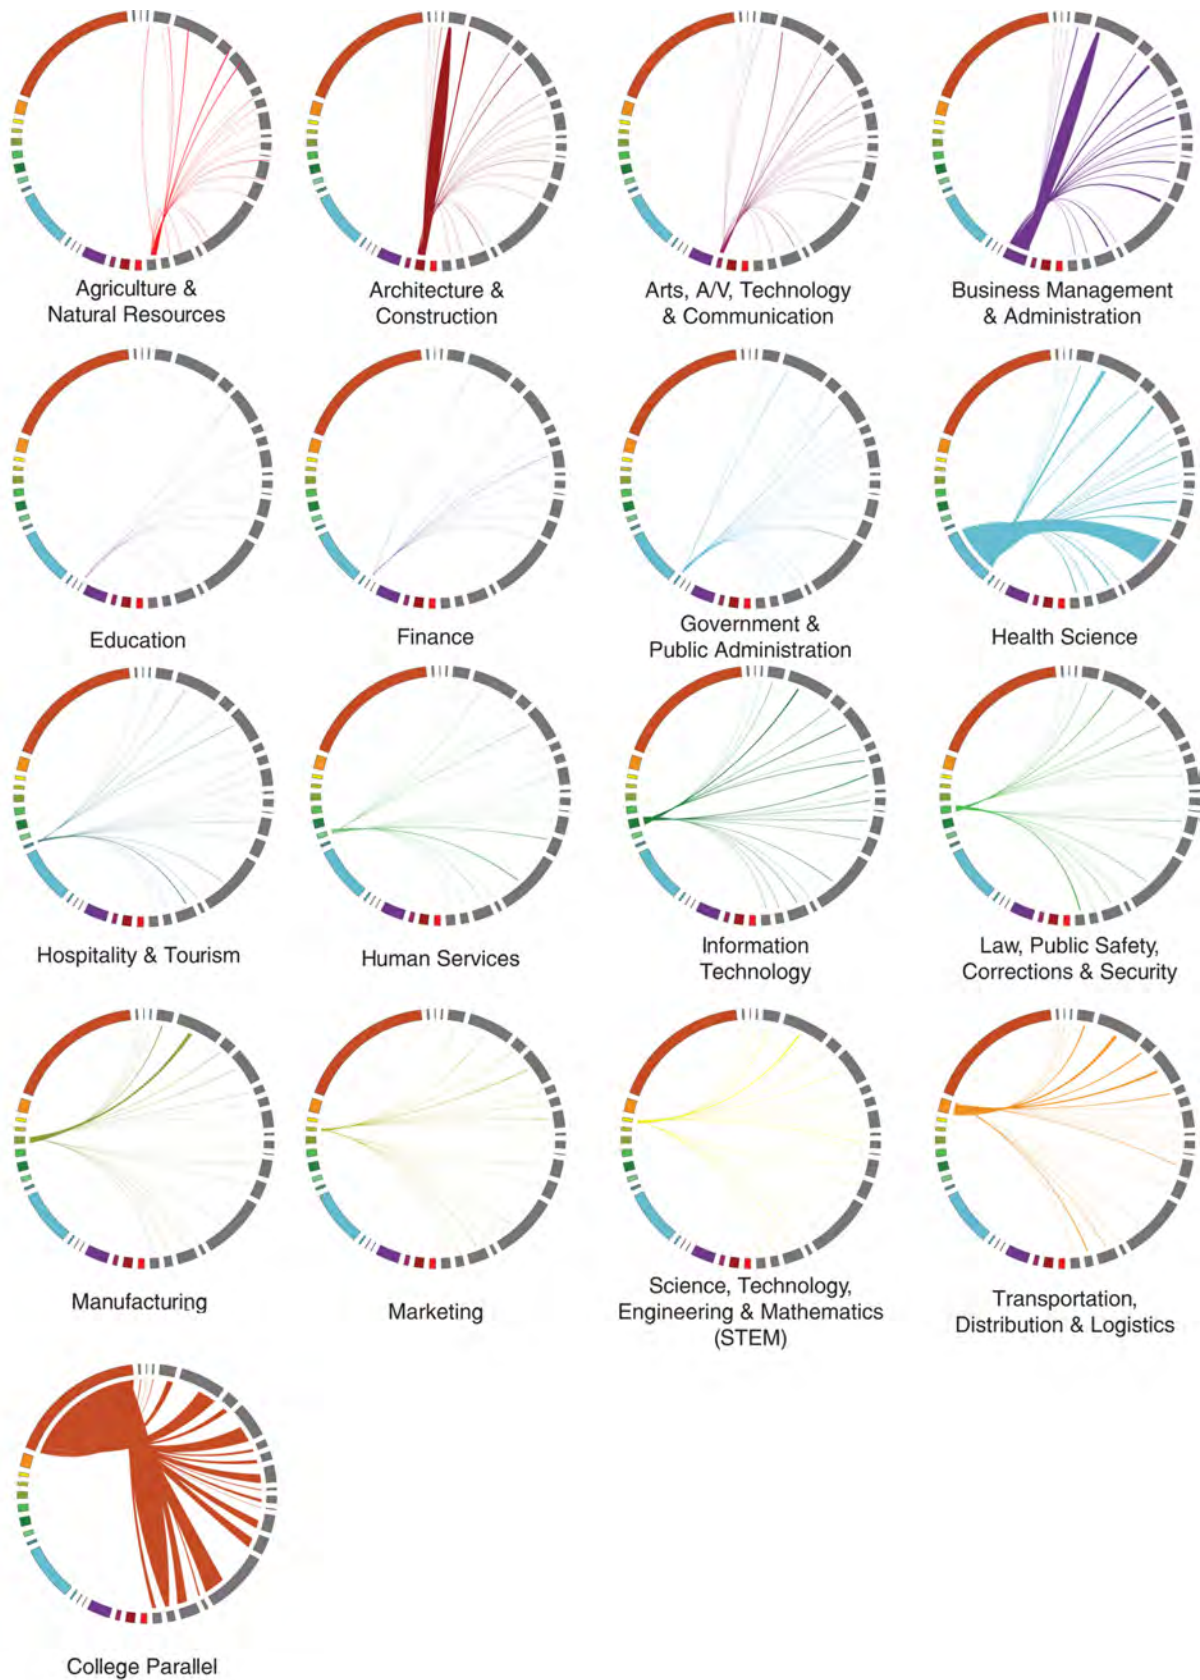 Agriculture &
Natural Resources
Architecture &
Construction
Arts, A/V, Technology
& Communication
Business Management
& Administration
Education
Finance
Government &
Public Administration
Health Science
Hospitality & Tourism
Human Services
Information
Technology
Law, Public Safety,
Corrections & Security
Manufacturing
Marketing
Science, Technology,
Engineering & Mathematics
(STEM)
Transportation,
Distribution & Logistics
College Parallel